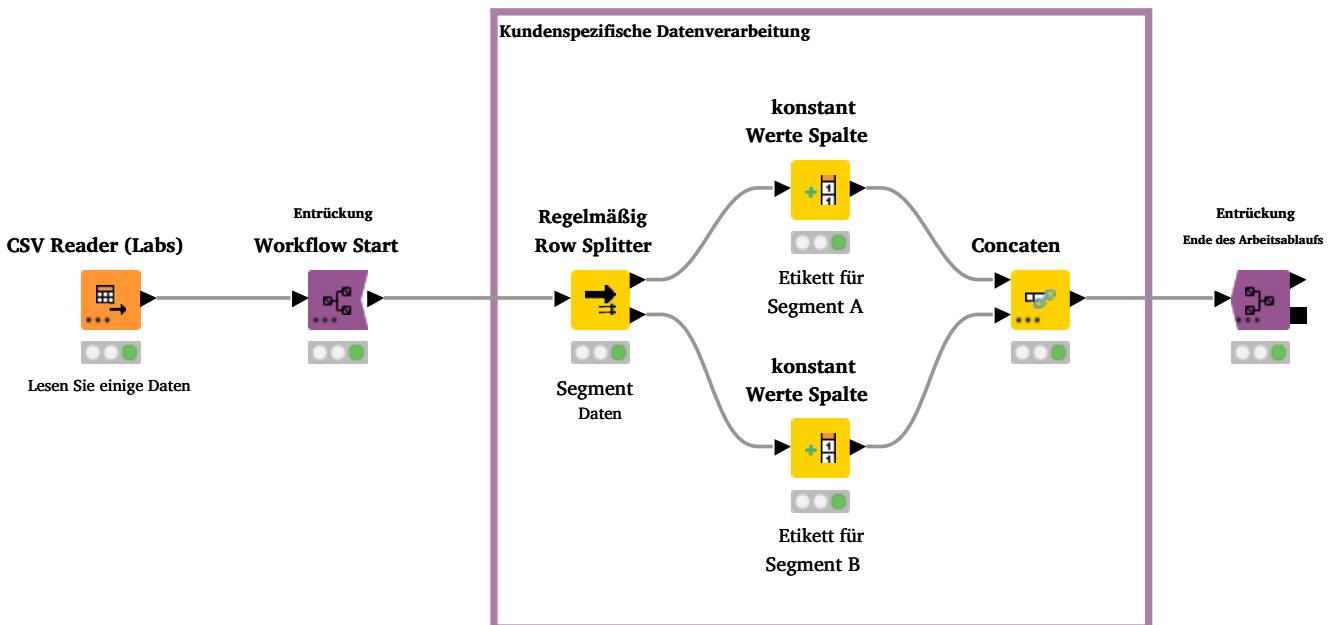 Kundenspezifische Datenverarbeitung
CSV Reader (Labs)
Lesen Sie einige Daten
Entrückung
Workflow Start
Regelmäßig
Row Splitter
Segment
Daten
konstant
Werte Spalte
Etikett für
Segment A
konstant
Werte Spalte
Etikett für
Segment B
Concaten
Entrückung
Ende des Arbeitsablaufs